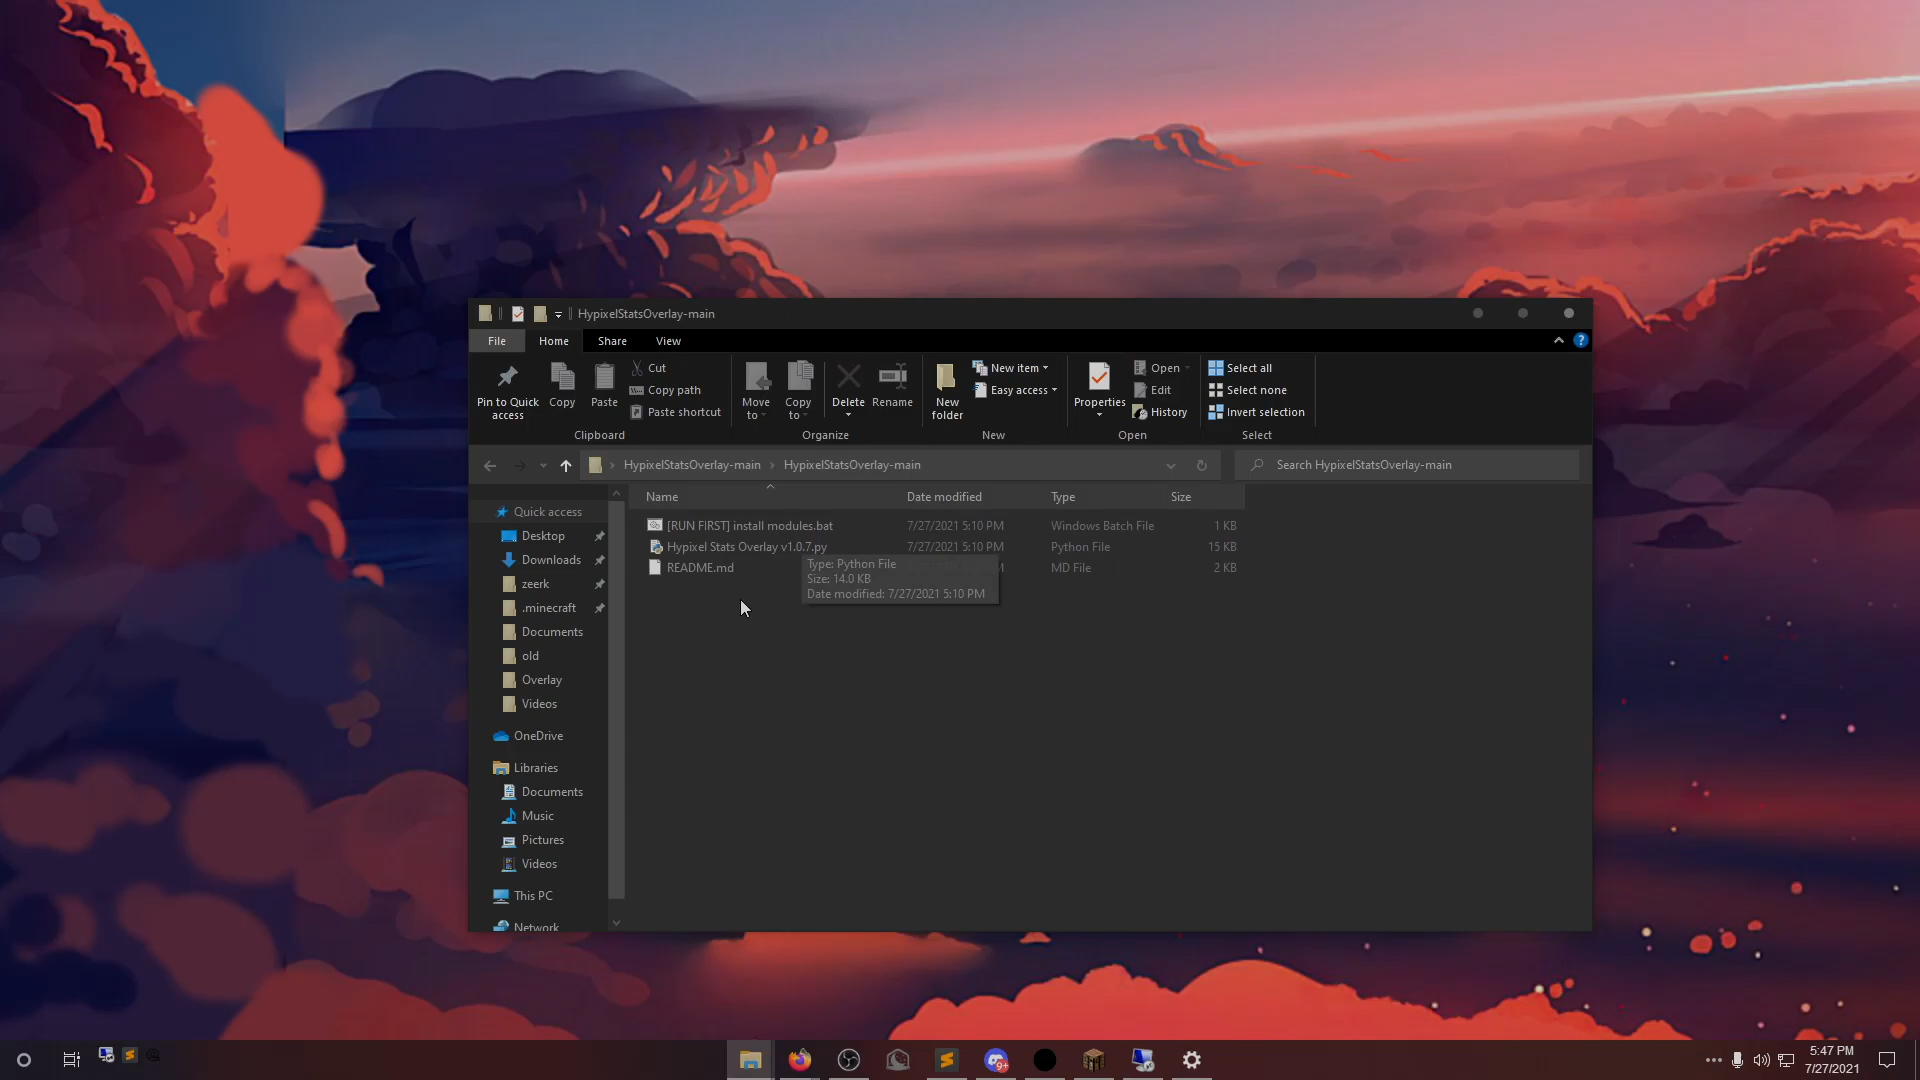 HypixelStatsOverlay-main
File Home Share View
Pin to Quick access
Copy
Paste
Cut
Copy path
Paste shortcut
Clipboard
Move to
Copy to
Delete
Rename
Organize
New folder
New item
Easy access
New
Properties
Open
Edit
History
Open
Select all
Select none
Invert selection
Select
HypixelStatsOverlay-main > HypixelStatsOverlay-main
Search HypixelStatsOverlay-main
Name Date modified Type Size
[RUN FIRST] install modules.bat 7/27/2021 5:10 PM Windows Batch File 1 KB
Hypixel Stats Overlay v1.0.7.py 7/27/2021 5:10 PM Python File 15 KB
README.md MD File 2 KB
Type: Python File
Size: 14.0 KB
Date modified: 7/27/2021 5:10 PM
Quick access
Desktop
Downloads
zeerk
.minecraft
Documents
old
Overlay
Videos
OneDrive
Libraries
Documents
Music
Pictures
Videos
This PC
Network
9+
5:47 PM
7/27/2021